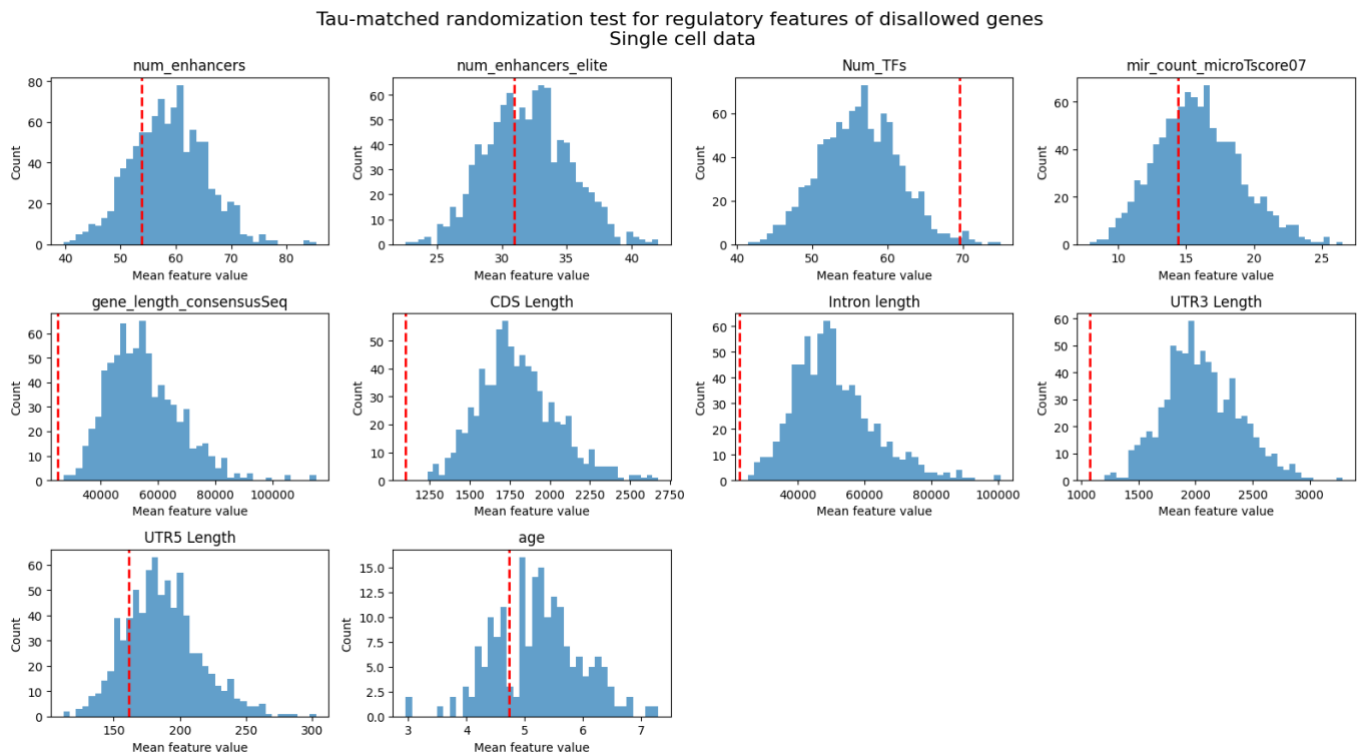 Tau-matched randomization test for regulatory features of disallowed genes
Single cell data
num_enhancers
80
60
40
20
0
Count
40 50 60 70 80
Mean feature value
num_enhancers_elite
60
50
40
30
20
10
0
Count
25 30 35 40
Mean feature value
Num_TFs
60
40
20
0
Count
40 50 60 70
Mean feature value
mir_count_microTscore07
60
40
20
0
Count
10 15 20 25
Mean feature value
gene_length_consensusSeq
60
50
40
30
20
10
0
Count
40000 60000 80000 100000
Mean feature value
CDS Length
50
40
30
20
10
0
Count
1250 1500 1750 2000 2250 2500 2750
Mean feature value
Intron length
60
50
40
30
20
10
0
Count
40000 60000 80000 100000
Mean feature value
UTR3 Length
60
50
40
30
20
10
0
Count
1000 1500 2000 2500 3000
Mean feature value
UTR5 Length
60
50
40
30
20
10
0
Count
150 200 250 300
Mean feature value
age
15.0
12.5
10.0
7.5
5.0
2.5
0.0
Count
3 4 5 6 7
Mean feature value